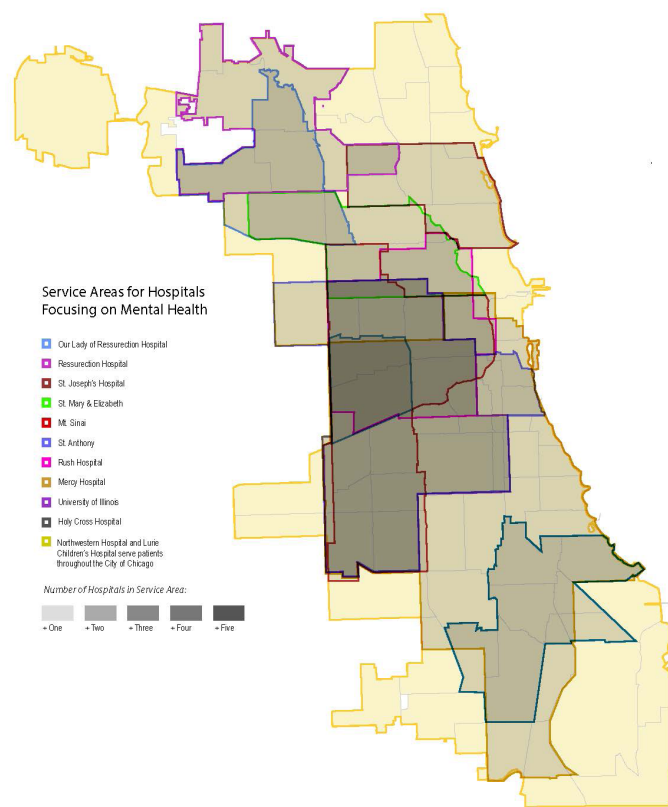 Service Areas for Hospitals
Focusing on Mental Health
Our Lady of Ressurection Hospital
Ressurection Hospital
St. Joseph's Hospital
St. Mary & Elizabeth
Mt. Sinai
St. Anthony
Rush Hospital
Mercy Hospital
University of Illinois
Holy Cross Hospital
Northwestern Hospital and Lurie
Children's Hospital serve patients
throughout the City of Chicago
Number of Hospitals in Service Area:
+ One + Two + Three + Four + Five